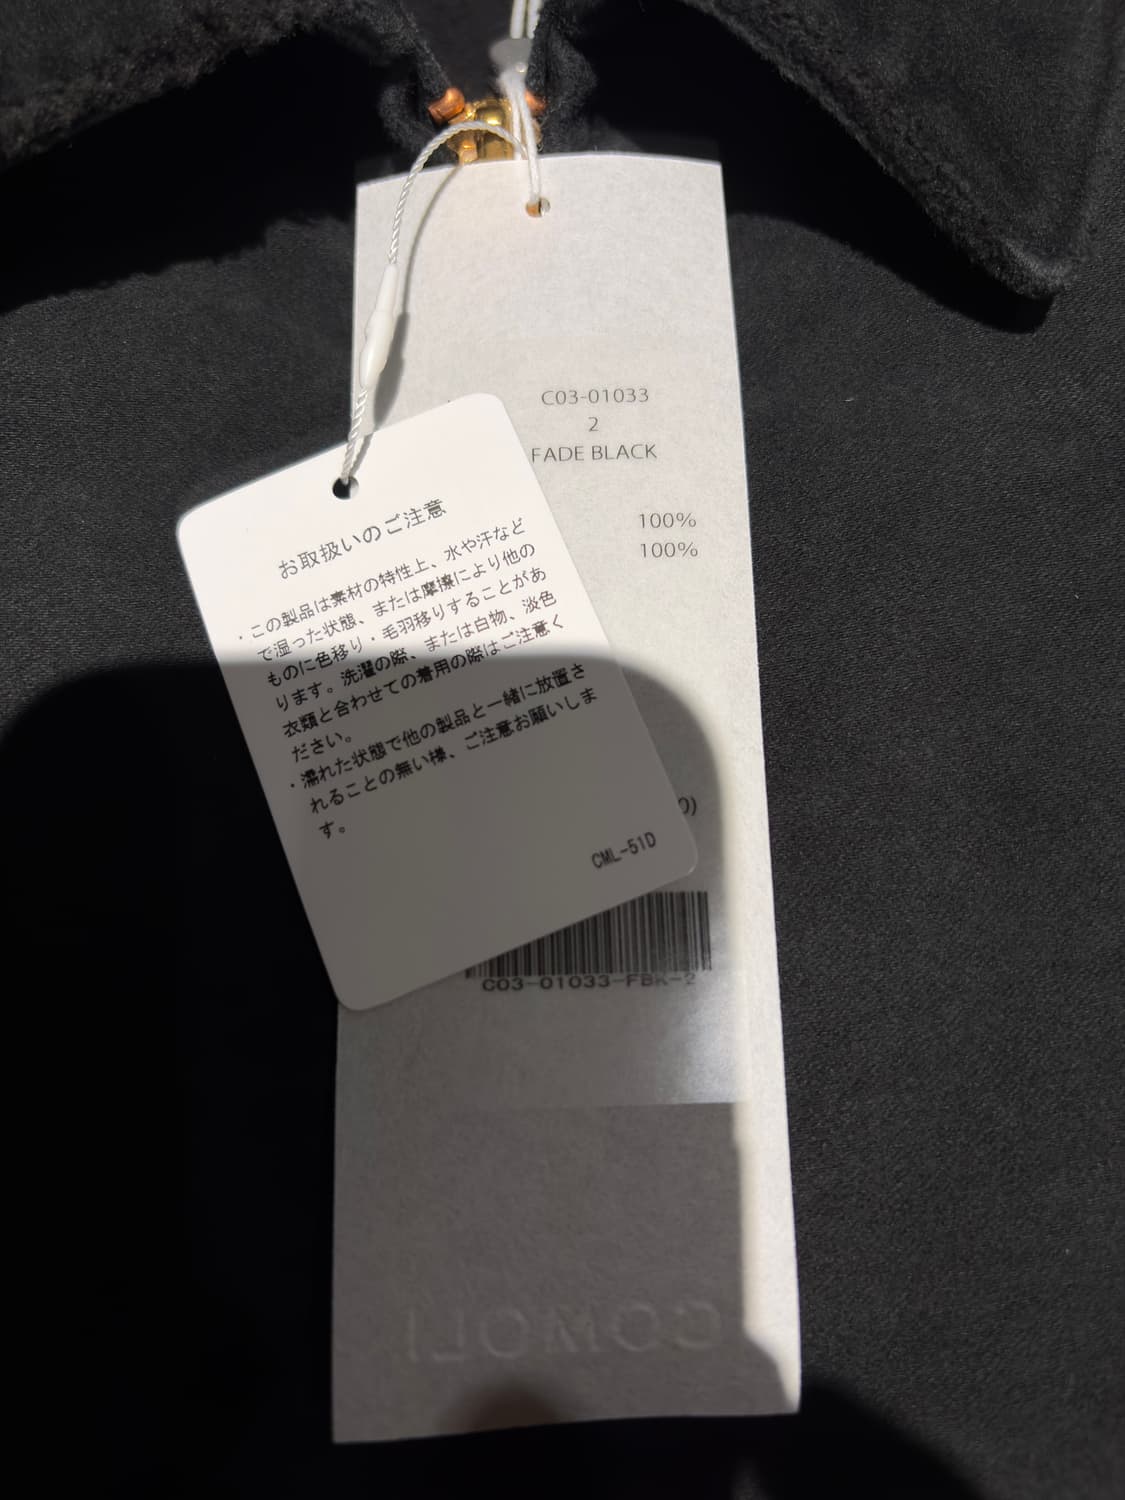 C03-01033
2
FADE BLACK
100%
100%
お取扱いのご注意
・この製品は素材の特性上、水や汗など
で湿った状態、または摩擦により他の
ものに色移り・毛羽移りすることがあ
ります。洗濯の際、または白物、淡色
衣類と合わせての着用の際はご注意く
ださい。
・濡れた状態で他の製品と一緒に放置さ
れることの無い様、ご注意お願いしま
す。
0)
CML-51D
C03-01033-FBK-2
COMOLI